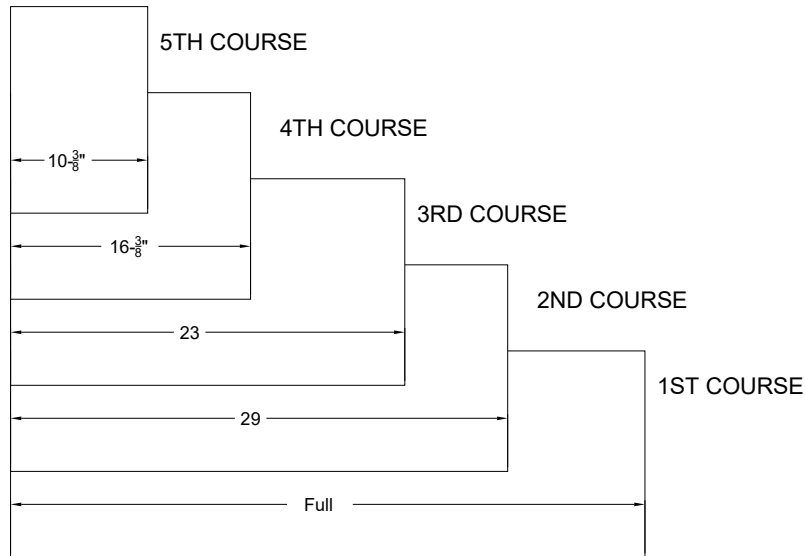 5TH COURSE
4TH COURSE
10-3/8"
3RD COURSE
16-3/8"
2ND COURSE
23
1ST COURSE
29
Full